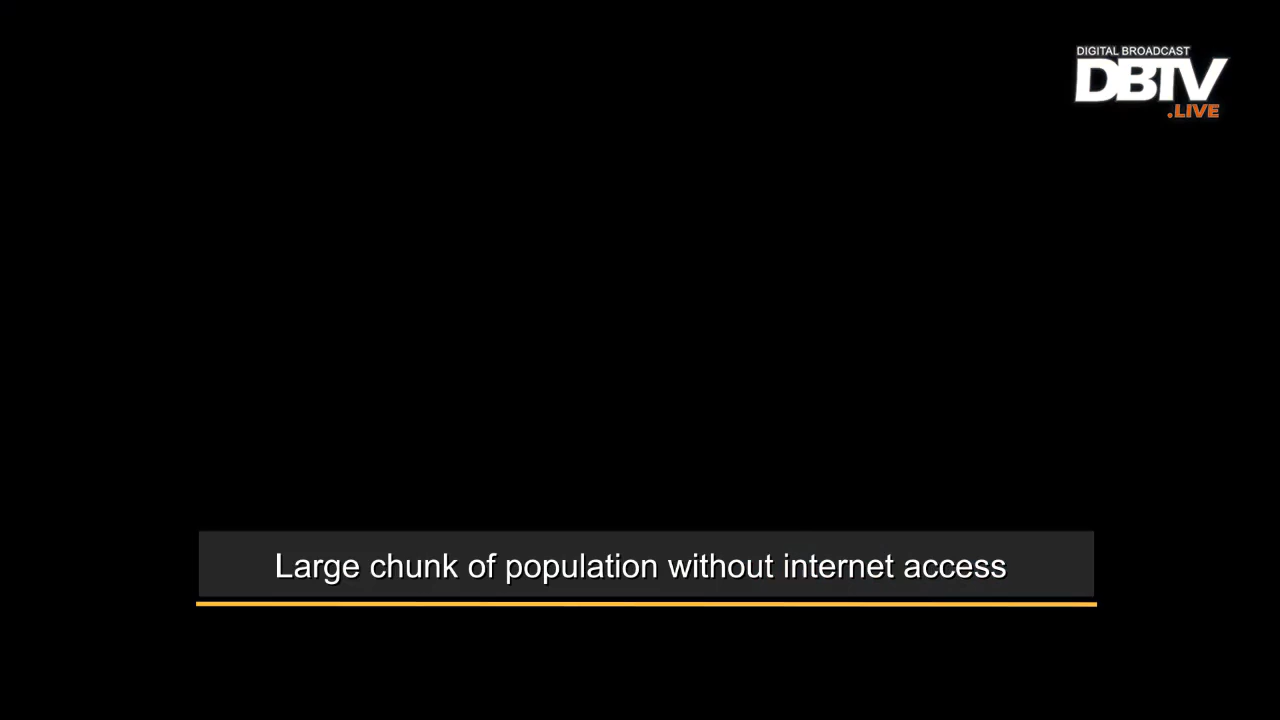 DIGITAL BROADCAST
DBTV
.LIVE
Large chunk of population without internet access